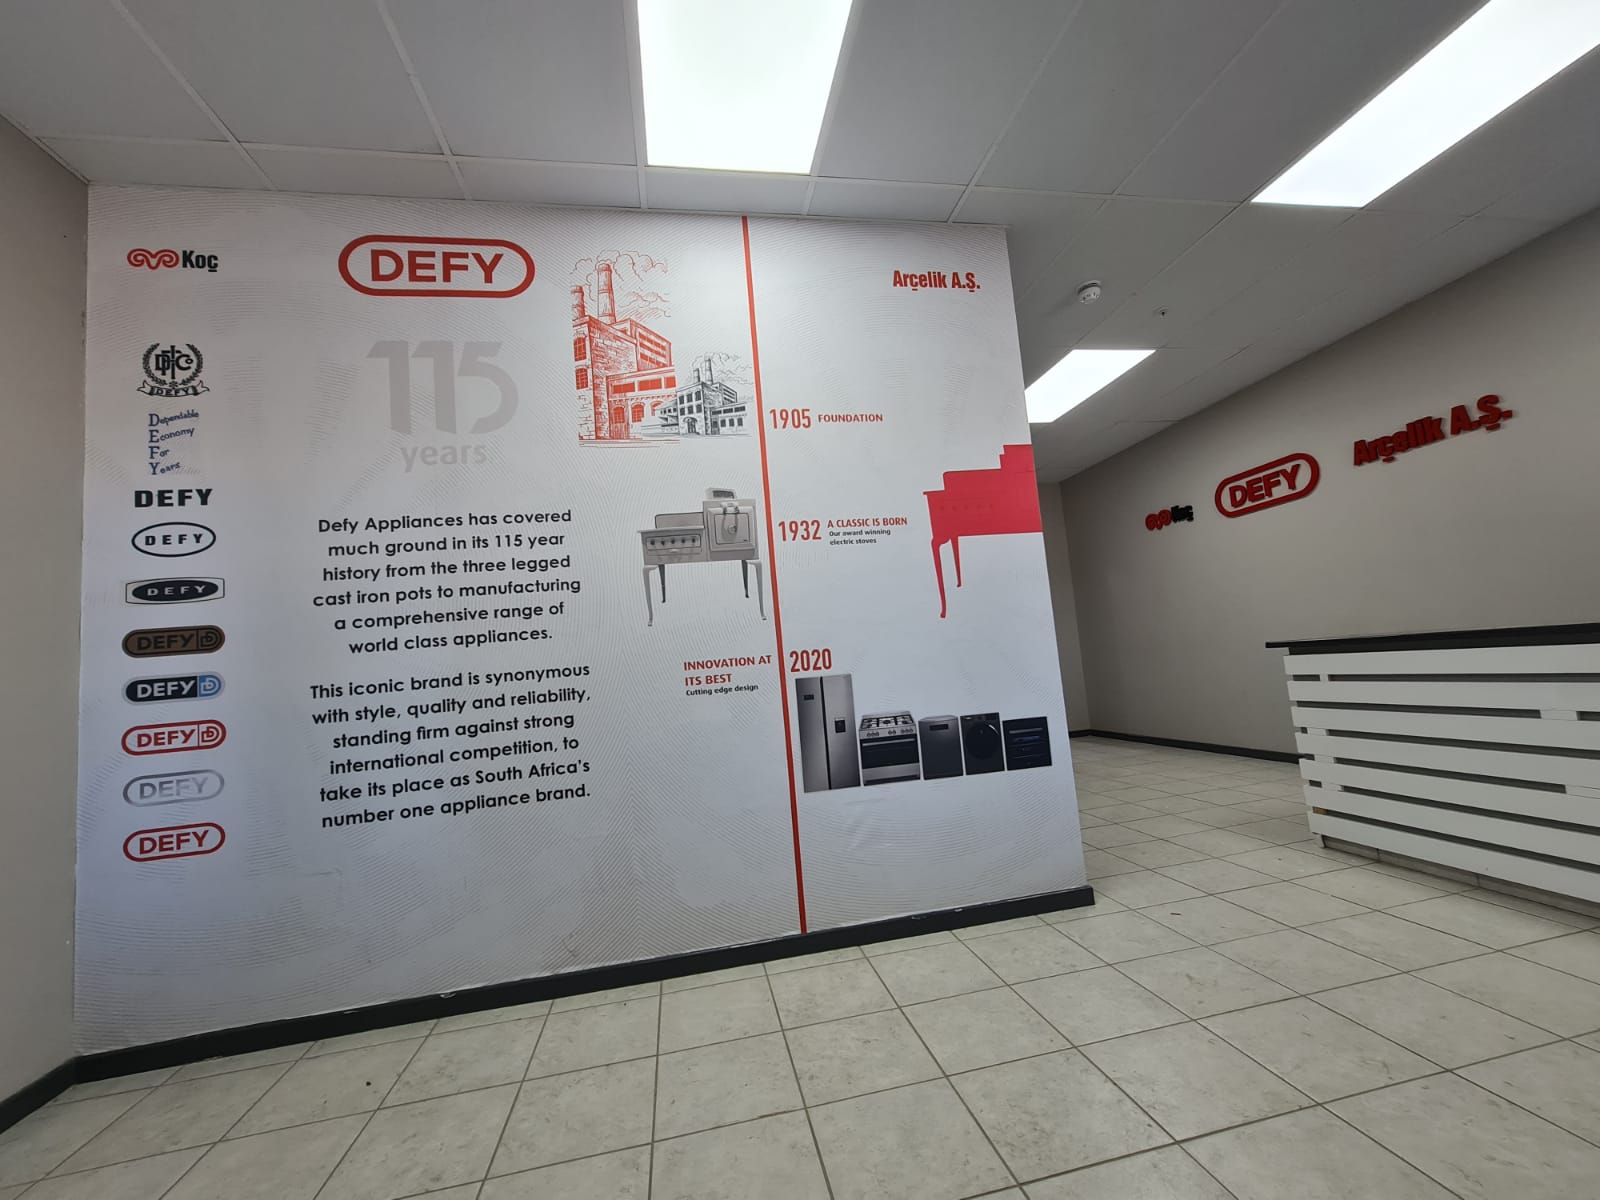 Koç
DEFY
Arçelik A.Ş.
115
years
DTIC
DEFY
Dependable
Economy
For
Years
DEFY
DEFY
DEFY
DEFY D
DEFY D
DEFY D
DEFY
DEFY
Defy Appliances has covered
much ground in its 115 year
history from the three legged
cast iron pots to manufacturing
a comprehensive range of
world class appliances.
This iconic brand is synonymous
with style, quality and reliability,
standing firm against strong
international competition, to
take its place as South Africa's
number one appliance brand.
1905 FOUNDATION
1932 A CLASSIC IS BORN
Our award winning
electric stoves
INNOVATION AT
ITS BEST
Cutting edge design
2020
Koç
DEFY
Arçelik A.Ş.